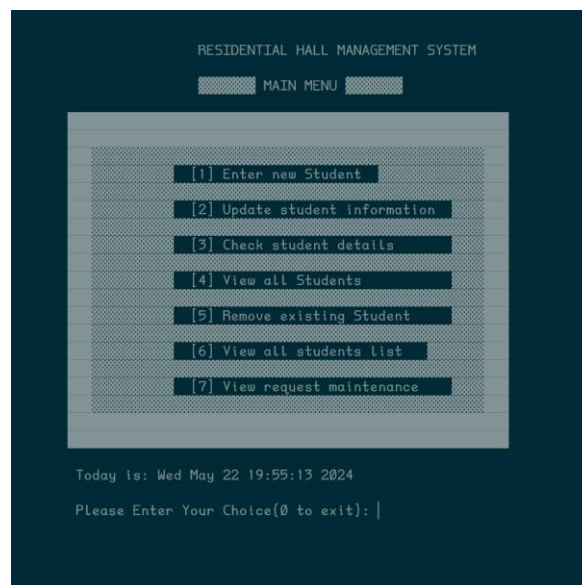 RESIDENTIAL HALL MANAGEMENT SYSTEM
MAIN MENU
[1] Enter new Student
[2] Update student information
[3] Check student details
[4] View all Students
[5] Remove existing Student
[6] View all students list
[7] View request maintenance
Today is: Wed May 22 19:55:13 2024
Please Enter Your Choice(0 to exit):